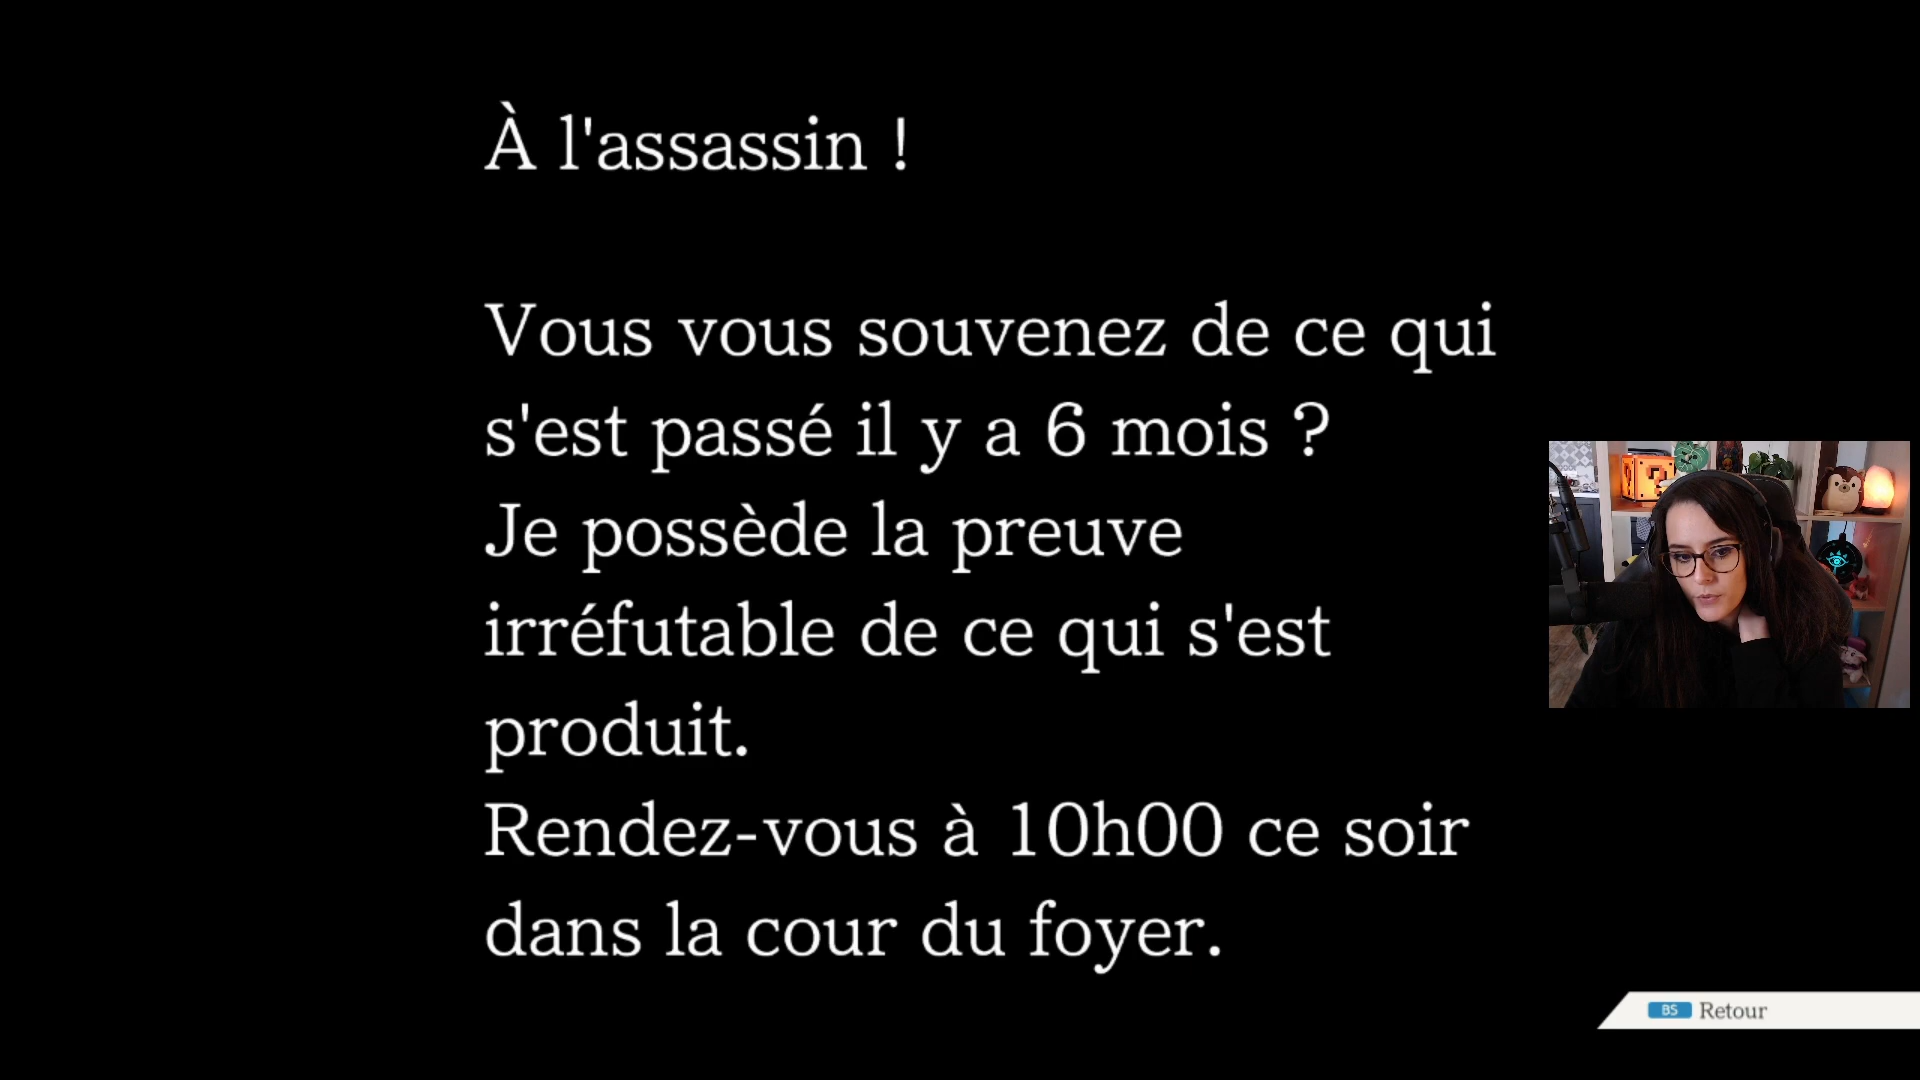 À l'assassin !
Vous vous souvenez de ce qui
s'est passé il y a 6 mois ?
Je possède la preuve
irréfutable de ce qui s'est
produit.
Rendez-vous à 10h00 ce soir
dans la cour du foyer.
BS Retour